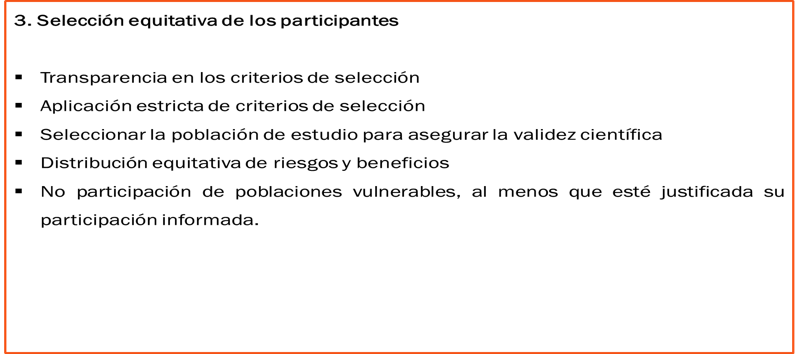 3. Selección equitativa de los participantes
▪ Transparencia en los criterios de selección
▪ Aplicación estricta de criterios de selección
▪ Seleccionar la población de estudio para asegurar la validez científica
▪ Distribución equitativa de riesgos y beneficios
▪ No participación de poblaciones vulnerables, al menos que esté justificada su
participación informada.